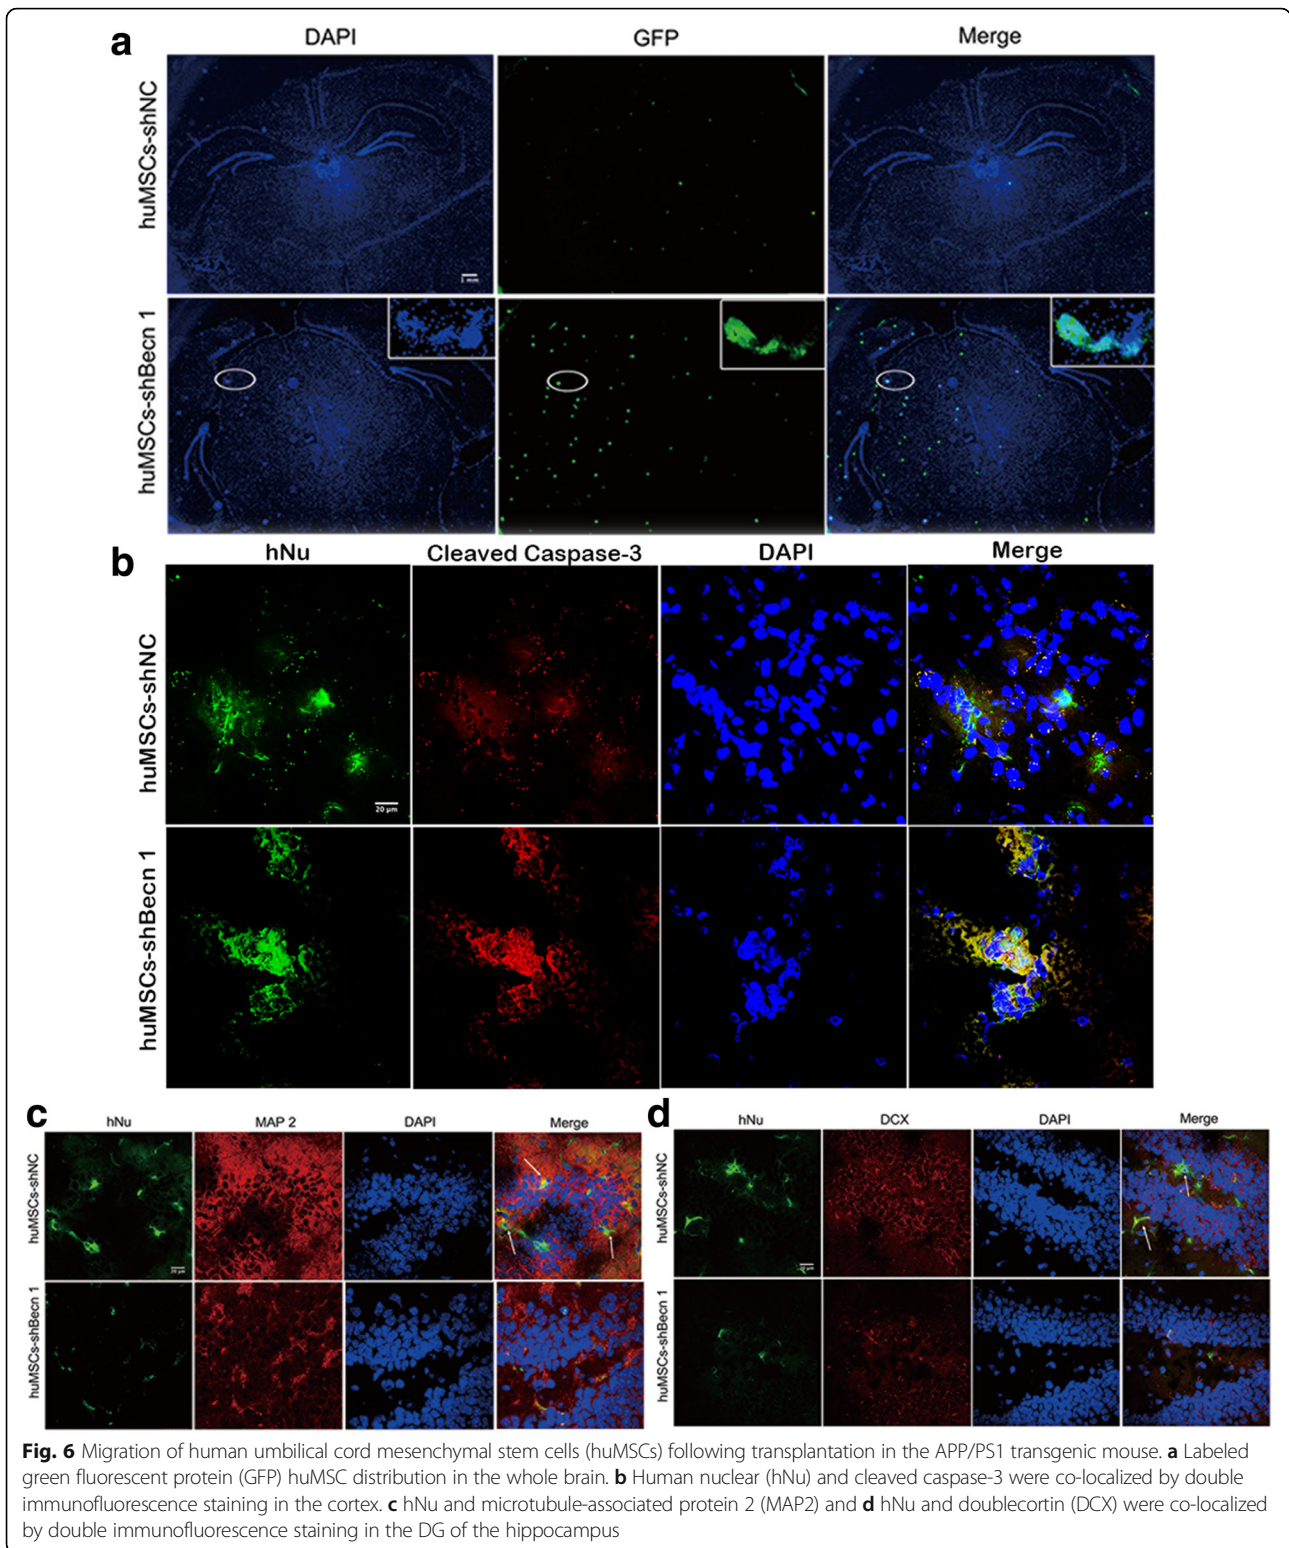 a
DAPI GFP Merge
huMSCs-shNC
1 mm
huMSCs-shBecn 1
b
hNu Cleaved Caspase-3 DAPI Merge
huMSCs-shNC
20 µm
huMSCs-shBecn 1
c
hNu MAP 2 DAPI Merge
huMSCs-shNC
20 µm
huMSCs-shBecn 1
d
hNu DCX DAPI Merge
huMSCs-shNC
huMSCs-shBecn 1
Fig. 6 Migration of human umbilical cord mesenchymal stem cells (huMSCs) following transplantation in the APP/PS1 transgenic mouse. a Labeled
green fluorescent protein (GFP) huMSC distribution in the whole brain. b Human nuclear (hNu) and cleaved caspase-3 were co-localized by double
immunofluorescence staining in the cortex. c hNu and microtubule-associated protein 2 (MAP2) and d hNu and doublecortin (DCX) were co-localized
by double immunofluorescence staining in the DG of the hippocampus